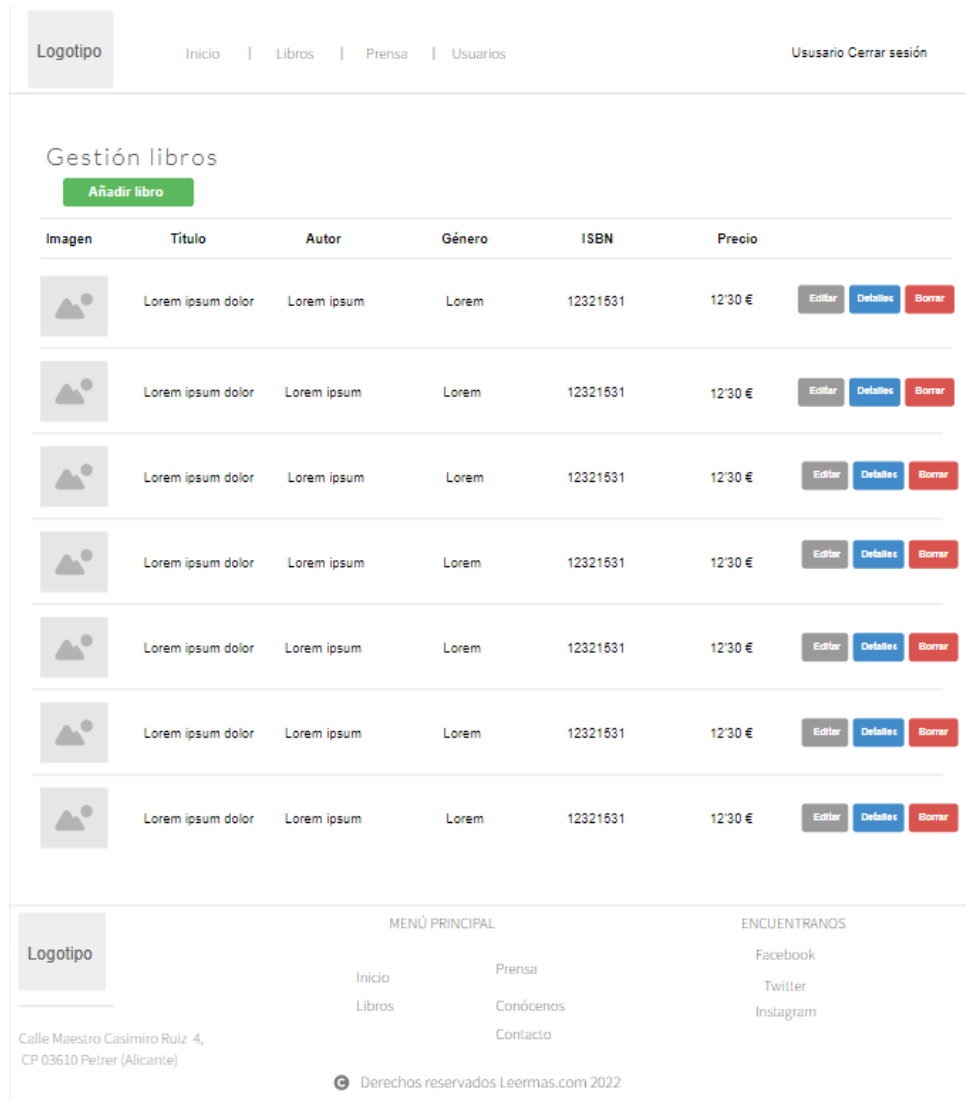 Logotipo
Inicio | Libros | Prensa | Usuarios
Ususario Cerrar sesión
Gestión libros
Añadir libro
Imagen Título Autor Género ISBN Precio
Lorem ipsum dolor Lorem ipsum Lorem 12321531 12'30 € Editar Detalles Borrar
Lorem ipsum dolor Lorem ipsum Lorem 12321531 12'30 € Editar Detalles Borrar
Lorem ipsum dolor Lorem ipsum Lorem 12321531 12'30 € Editar Detalles Borrar
Lorem ipsum dolor Lorem ipsum Lorem 12321531 12'30 € Editar Detalles Borrar
Lorem ipsum dolor Lorem ipsum Lorem 12321531 12'30 € Editar Detalles Borrar
Lorem ipsum dolor Lorem ipsum Lorem 12321531 12'30 € Editar Detalles Borrar
Lorem ipsum dolor Lorem ipsum Lorem 12321531 12'30 € Editar Detalles Borrar
Logotipo
Calle Maestro Casimiro Ruiz 4,
CP 03610 Petrer (Alicante)
MENÚ PRINCIPAL
Inicio
Libros
Prensa
Conócenos
Contacto
ENCUENTRANOS
Facebook
Twitter
Instagram
G Derechos reservados Leermas.com 2022